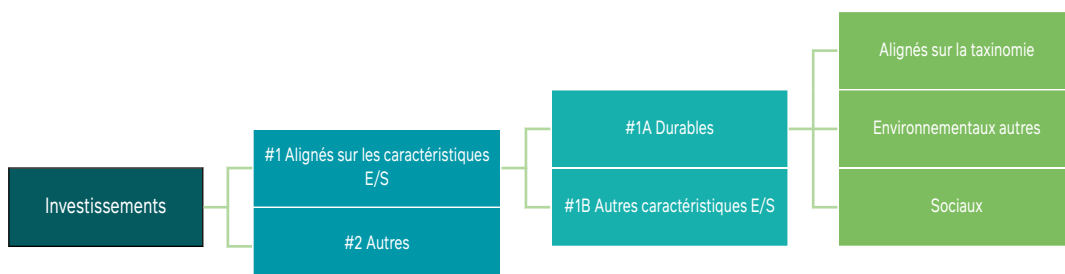 Investissements
#1 Alignés sur les caractéristiques
E/S
#2 Autres
#1A Durables
#1B Autres caractéristiques E/S
Alignés sur la taxinomie
Environnementaux autres
Sociaux